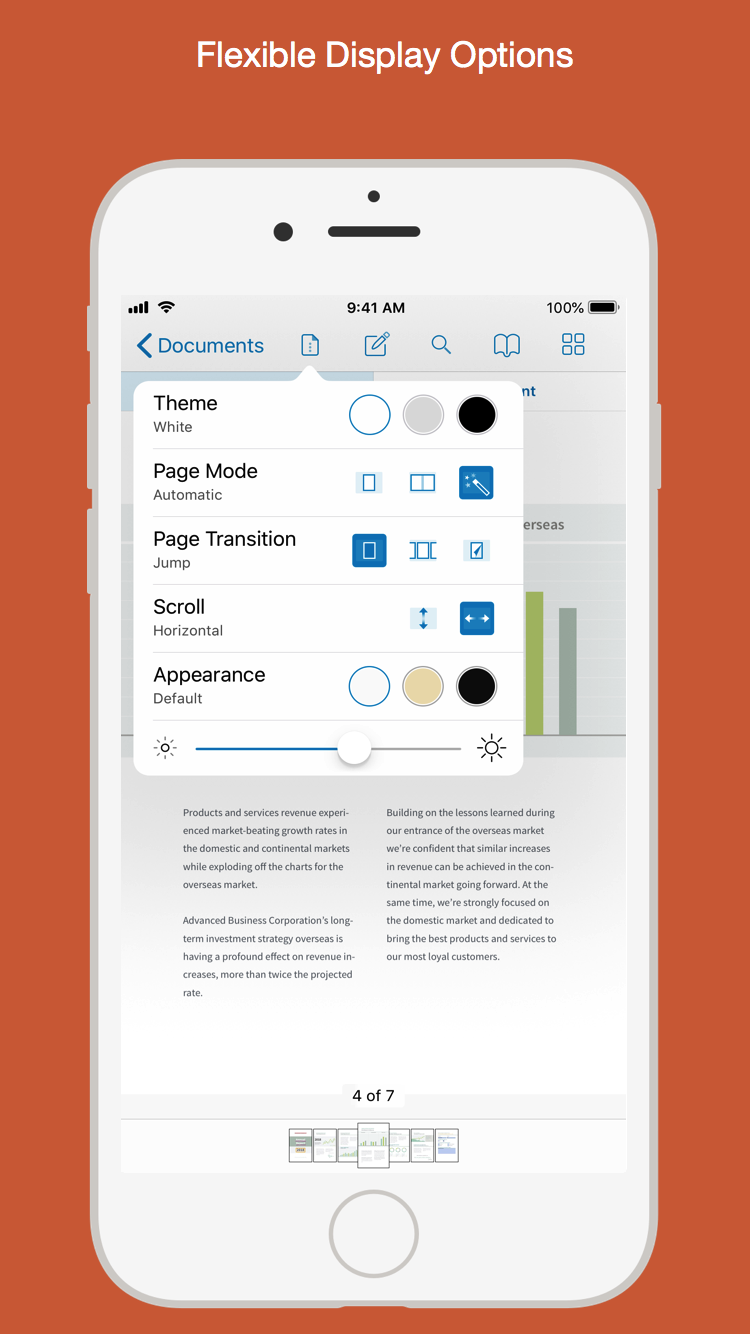 Flexible Display Options
9:41 AM
100%
Documents
nt
Theme
White
Page Mode
Automatic
erseas
Page Transition
Jump
Scroll
Horizontal
Appearance
Default
Products and services revenue experi-
enced market-beating growth rates in
the domestic and continental markets
while exploding off the charts for the
overseas market.
Advanced Business Corporation's long-
term investment strategy overseas is
having a profound effect on revenue in-
creases, more than twice the projected
rate.
Building on the lessons learned during
our entrance of the overseas market
we're confident that similar increases
in revenue can be achieved in the con-
tinental market going forward. At the
same time, we're strongly focused on
the domestic market and dedicated to
bring the best products and services to
our most loyal customers.
4 of 7